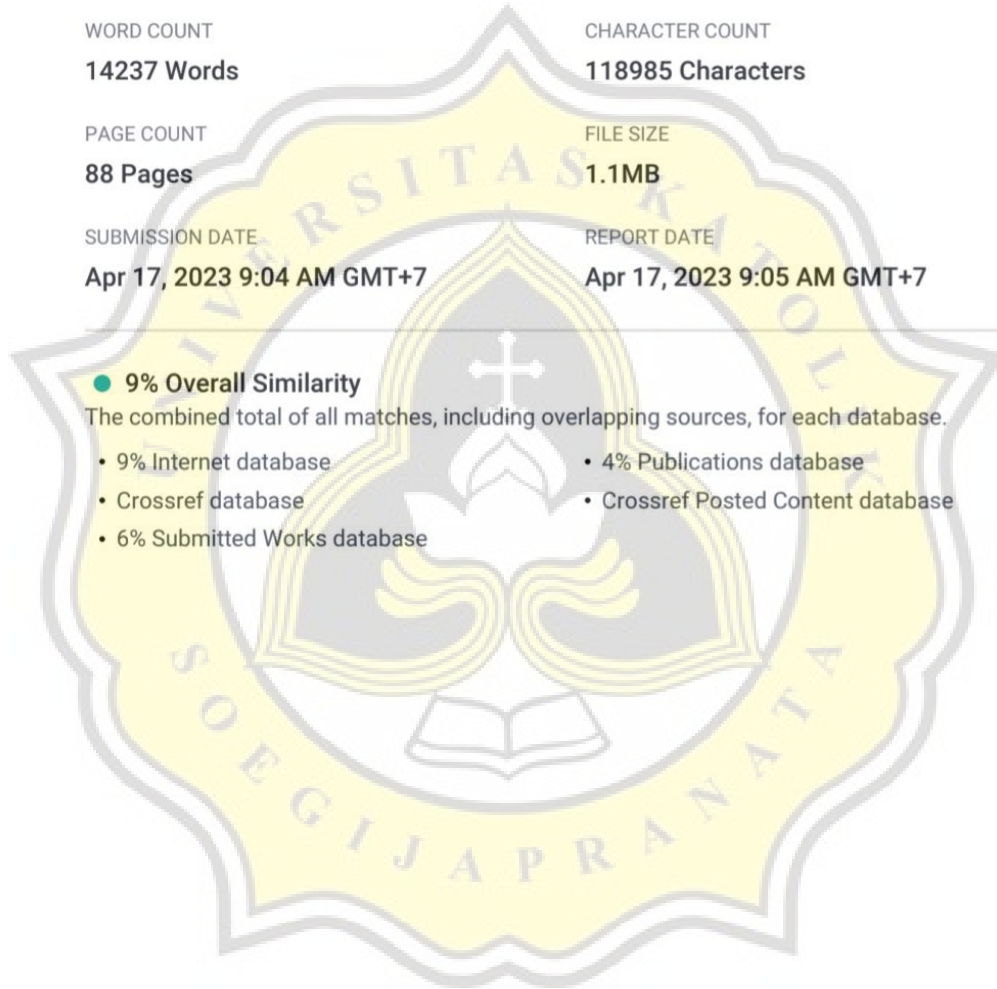 WORD COUNT
14237 Words
CHARACTER COUNT
118985 Characters
PAGE COUNT
88 Pages
FILE SIZE
1.1MB
SUBMISSION DATE
Apr 17, 2023 9:04 AM GMT+7
REPORT DATE
Apr 17, 2023 9:05 AM GMT+7
9% Overall Similarity
The combined total of all matches, including overlapping sources, for each database.
• 9% Internet database
• 4% Publications database
• Crossref database
• Crossref Posted Content database
• 6% Submitted Works database
UNIVERSITAS KATOLIK
SOEGIJAPRANATA